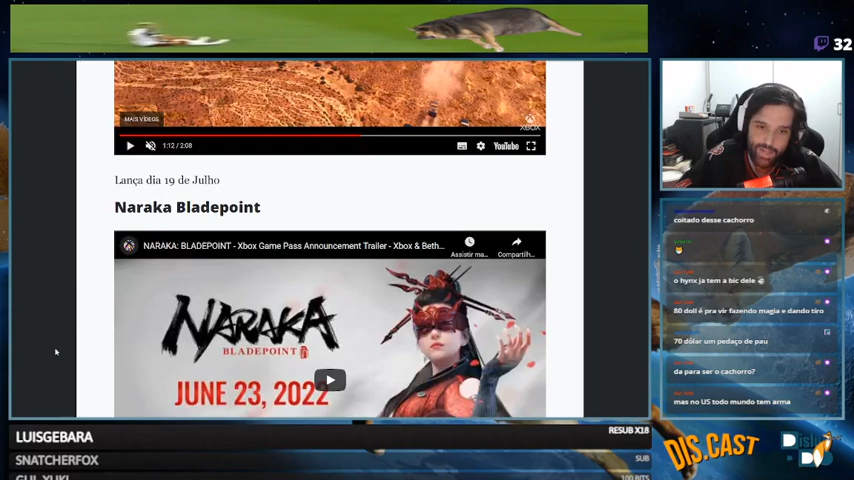 32
MAIS VÍDEOS
XBOX
1:12 / 2:08
YouTube
Lança dia 19 de Julho
Naraka Bladepoint
NARAKA: BLADEPOINT - Xbox Game Pass Announcement Trailer - Xbox & Beth...
Assistir ma...
Compartilh...
NARAKA
BLADEPOINT
JUNE 23, 2022
coitado desse cachorro
o hynx ja tem a bic dele
80 doll é pra vir fazendo magia e dando tiro
70 dólar um pedaço de pau
da para ser o cachorro?
mas no US todo mundo tem arma
LUISGEBARA
RESUB X18
SNATCHERFOX
SUB
100 BITS
DIS.CAST